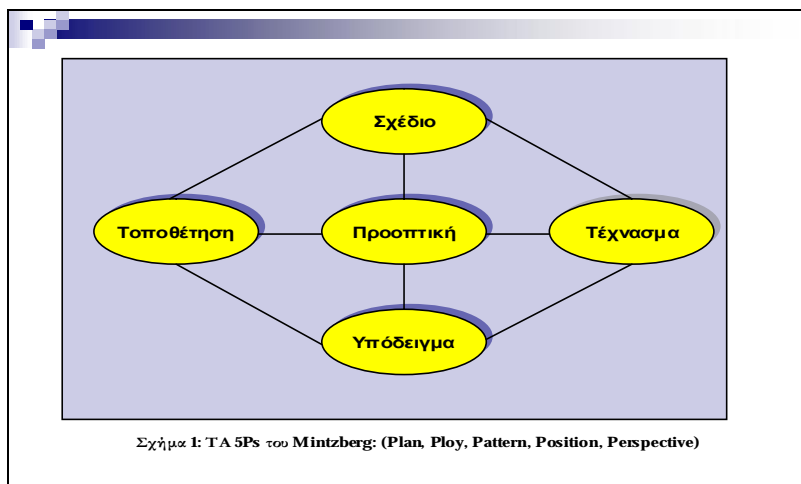 Σχέδιο
Τοποθέτηση Προοπτική Τέχνασμα
Υπόδειγμα
Σχήμα 1: ΤΑ 5Ps του Mintzberg: (Plan, Ploy, Pattern, Position, Perspective)